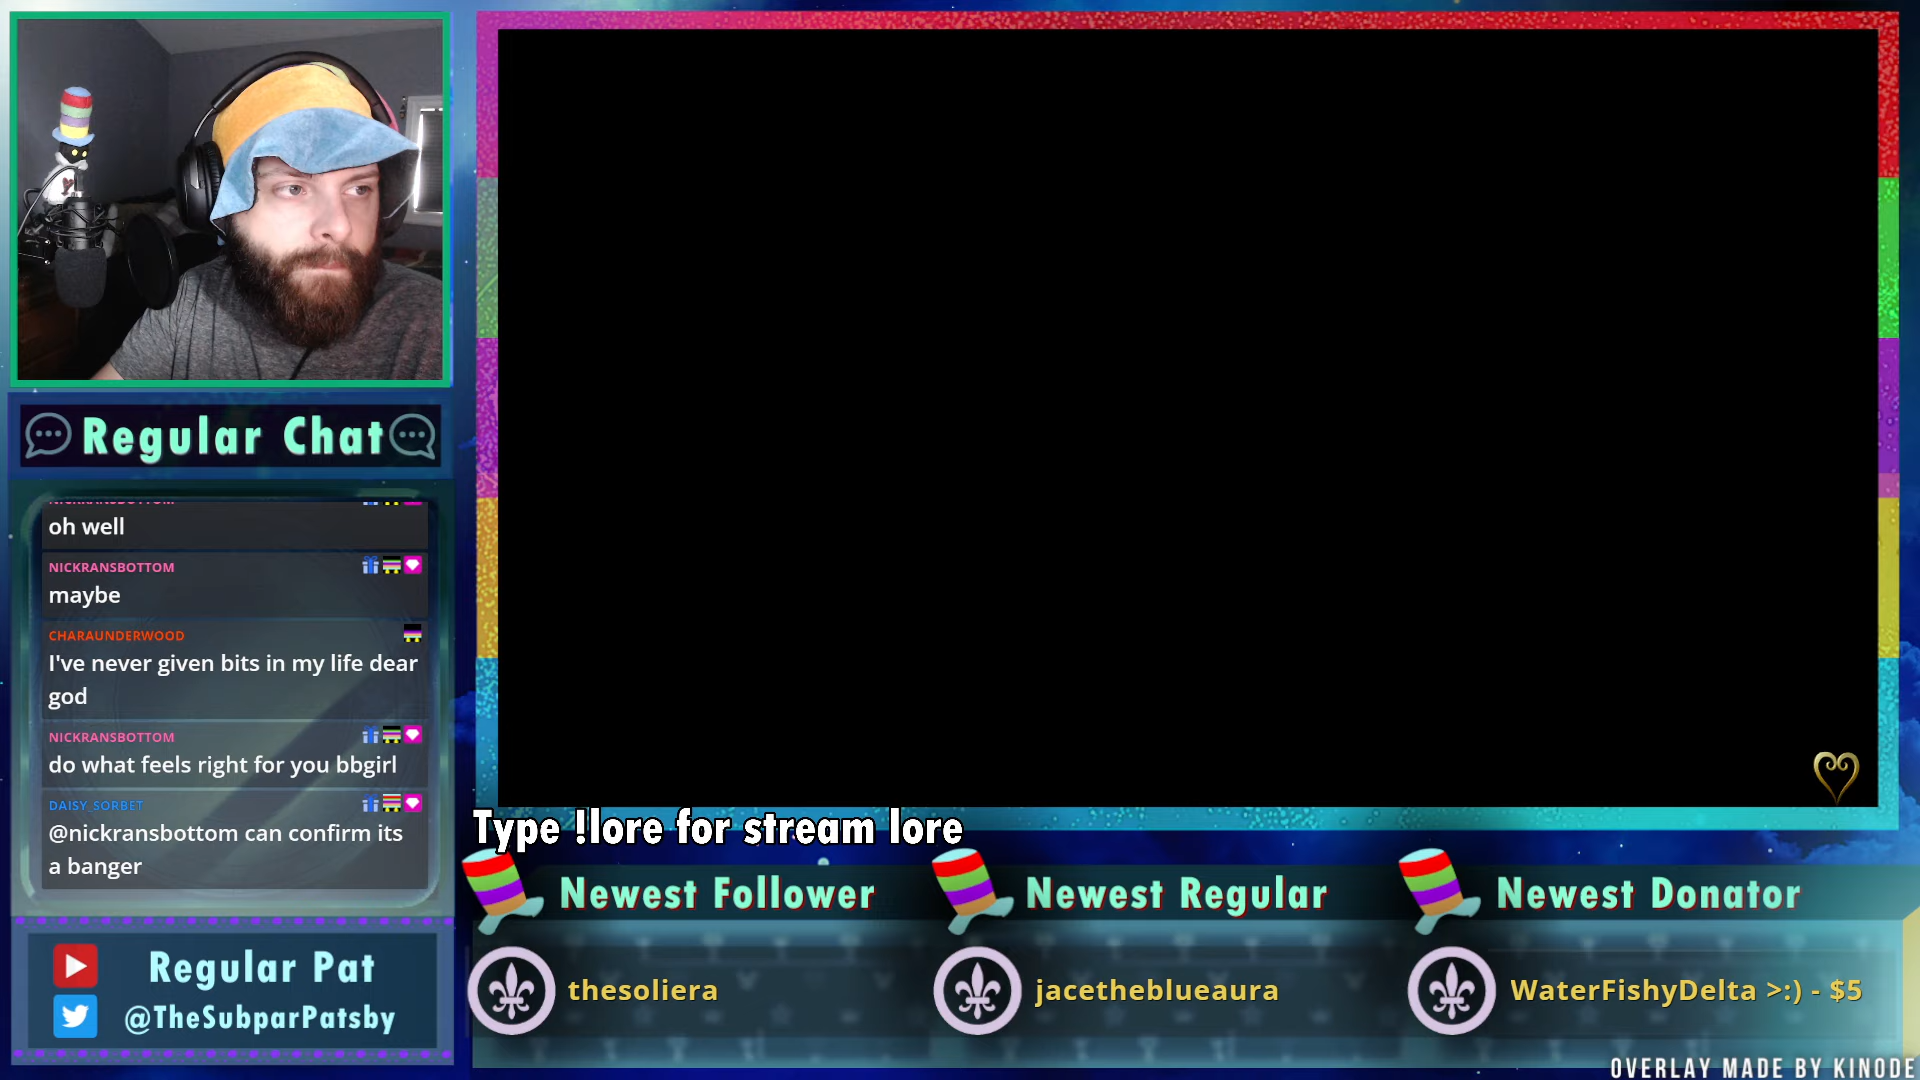 Regular Chat
NICKRANSBOTTOM
oh well
NICKRANSBOTTOM
maybe
CHARAUNDERWOOD
I've never given bits in my life dear
god
NICKRANSBOTTOM
do what feels right for you bbgirl
DAISY_SORBET
@nickransbottom can confirm its
a banger
Regular Pat
@TheSubparPatsby
Type !lore for stream lore
Newest Follower
thesoliera
Newest Regular
jacetheblueaura
Newest Donator
WaterFishyDelta >:) - $5
OVERLAY MADE BY KINODE